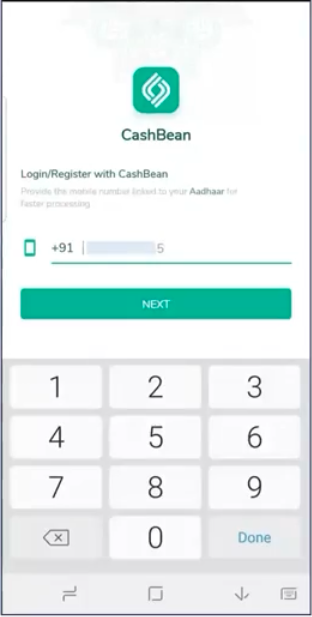 CashBean
Login/Register with CashBean
Provide the mobile number linked to your Aadhaar for
faster processing
+91 5
NEXT
1 2 3
4 5 6
7 8 9
0 Done